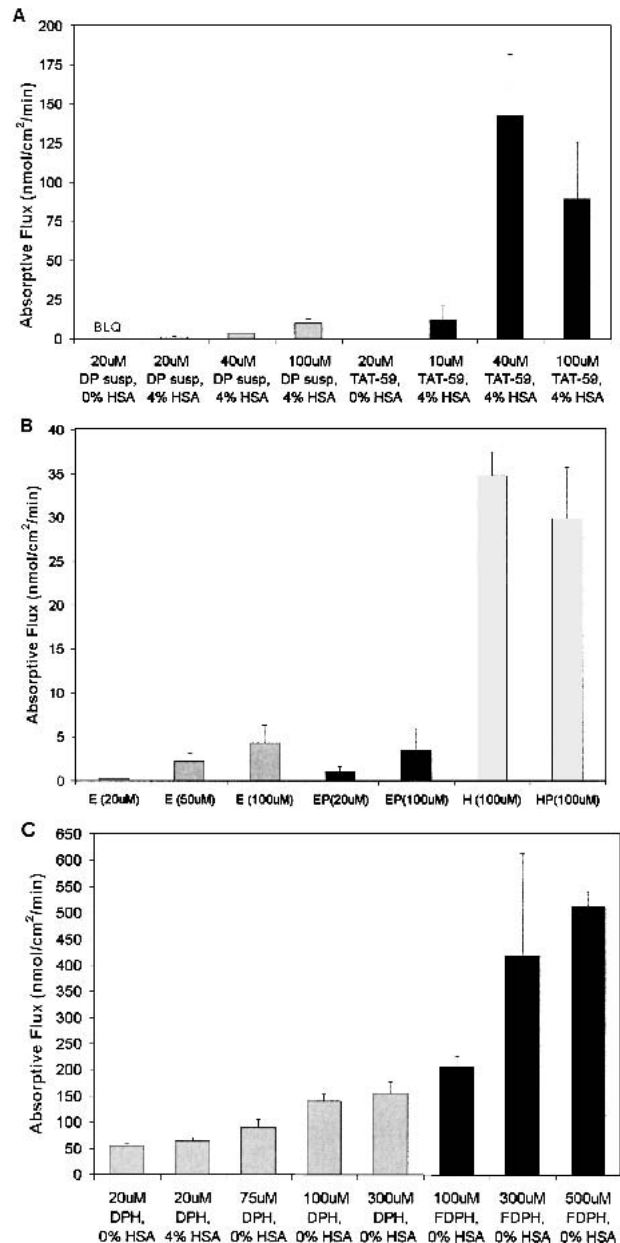 A
Absorptive Flux (nmol/cm²/min)
200
175
150
125
100
75
50
25
0
BLQ
20uM 20uM 40uM 100uM 20uM 10uM 40uM 100uM
DP susp, DP susp, DP susp, DP susp, TAT-59, TAT-59, TAT-59, TAT-59,
0% HSA 4% HSA 4% HSA 4% HSA 0% HSA 4% HSA 4% HSA 4% HSA
B
Absorptive Flux (nmol/cm²/min)
40
35
30
25
20
15
10
5
0
E (20uM) E (50uM) E (100uM) EP(20uM) EP(100uM) H (100uM) HP(100uM)
C
Absorptive Flux (nmol/cm²/min)
650
600
550
500
450
400
350
300
250
200
150
100
50
0
20uM 20uM 75uM 100uM 300uM 100uM 300uM 500uM
DPH, DPH, DPH, DPH, DPH, FDPH, FDPH, FDPH,
0% HSA 4% HSA 0% HSA 0% HSA 0% HSA 0% HSA 0% HSA 0% HSA